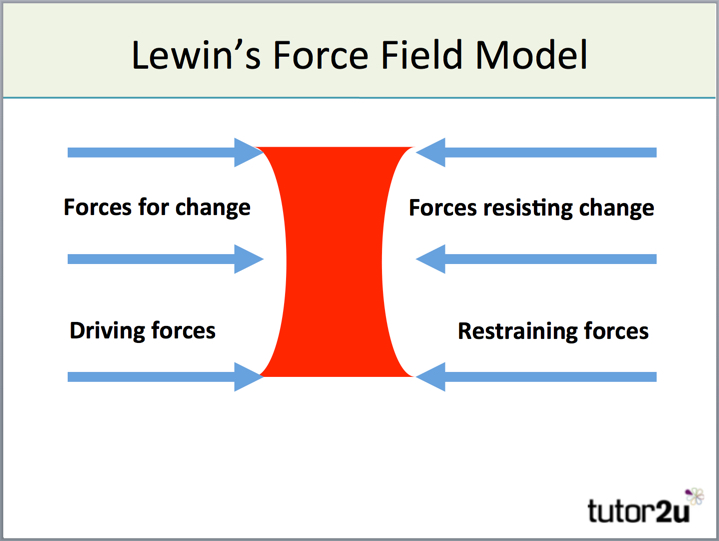 Lewin’s Force Field Model
Forces for change
Forces resisting change
Driving forces
Restraining forces
tutor2u